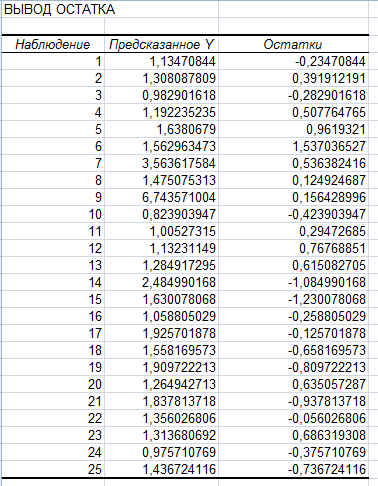 ВЫВОД ОСТАТКА
Наблюдение Предсказанное Y Остатки
1 1,13470844 -0,23470844
2 1,308087809 0,391912191
3 0,982901618 -0,282901618
4 1,192235235 0,507764765
5 1,6380679 0,9619321
6 1,562963473 1,537036527
7 3,563617584 0,536382416
8 1,475075313 0,124924687
9 6,743571004 0,156428996
10 0,823903947 -0,423903947
11 1,00527315 0,29472685
12 1,13231149 0,76768851
13 1,284917295 0,615082705
14 2,484990168 -1,084990168
15 1,630078068 -1,230078068
16 1,058805029 -0,258805029
17 1,925701878 -0,125701878
18 1,558169573 -0,658169573
19 1,909722213 -0,809722213
20 1,264942713 0,635057287
21 1,837813718 -0,937813718
22 1,356026806 -0,056026806
23 1,313680692 0,686319308
24 0,975710769 -0,375710769
25 1,436724116 -0,736724116